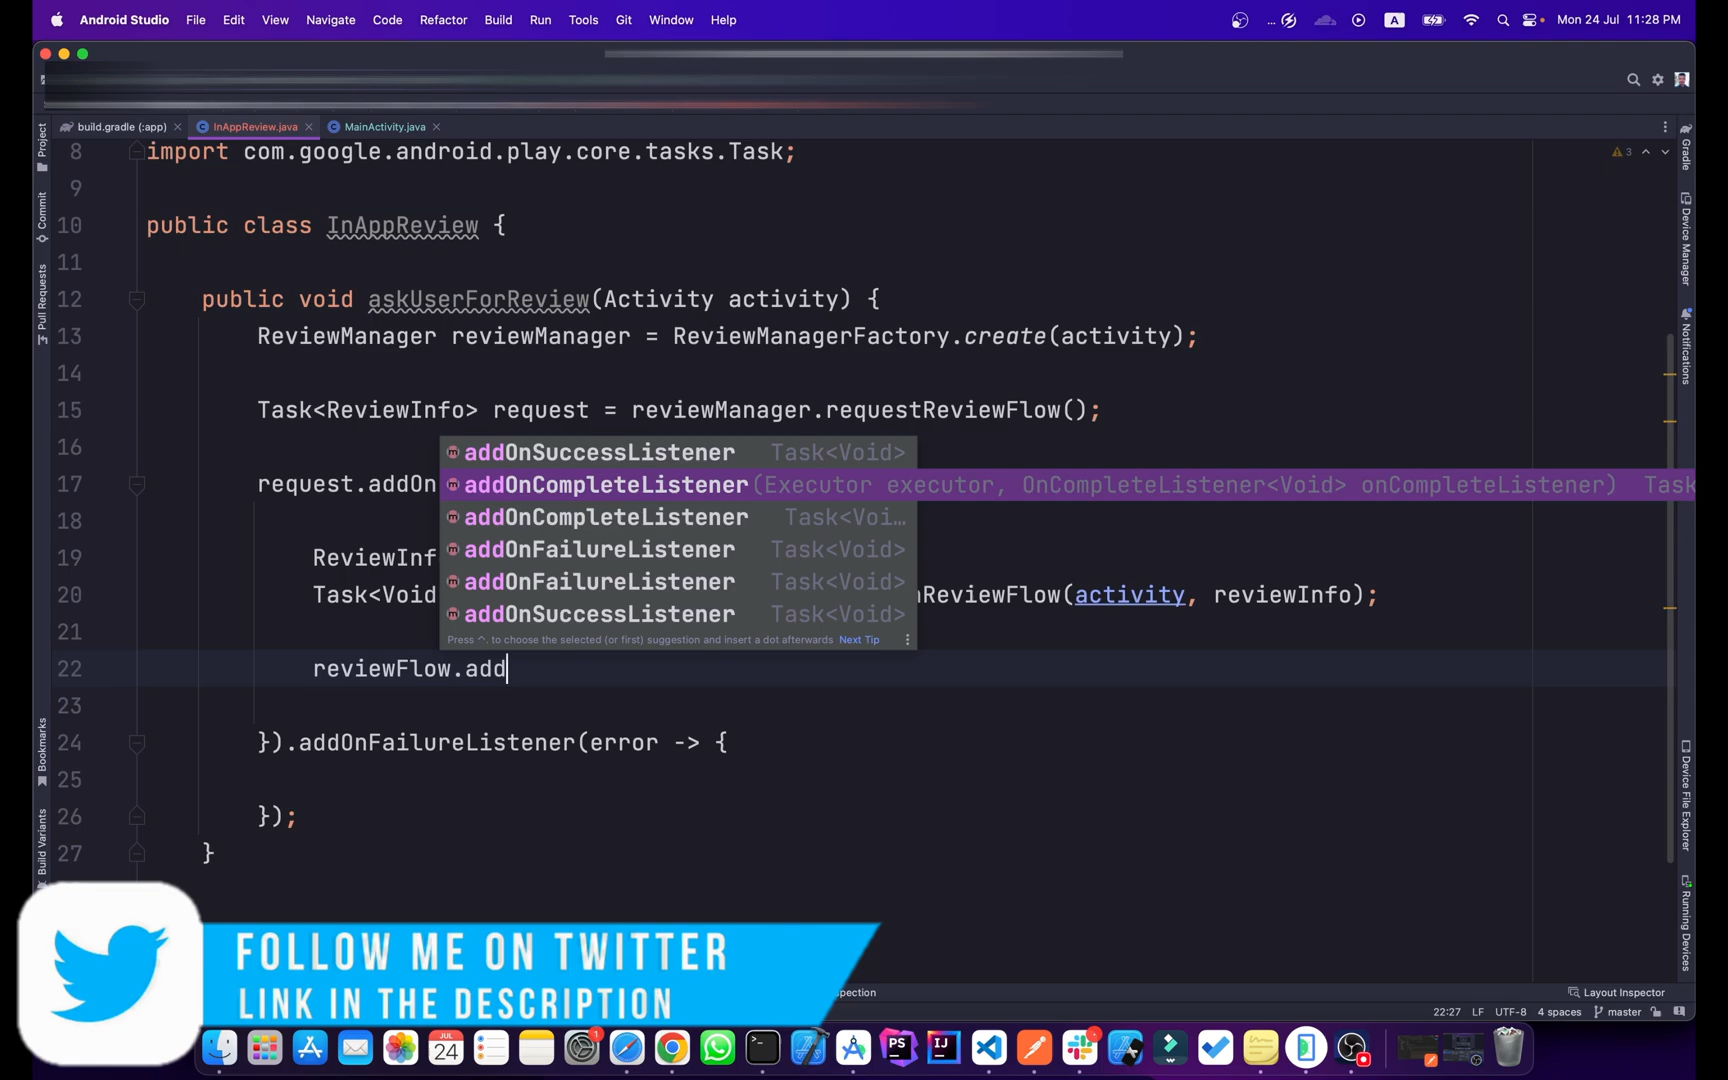 Android Studio File Edit View Navigate Code Refactor Build Run Tools Git Window Help
... A Mon 24 Jul 11:28 PM
build.gradle (:app) InAppReview.java MainActivity.java
Project
Commit
Pull Requests
Bookmarks
Build Variants
8 import com.google.android.play.core.tasks.Task;
9
10 public class InAppReview {
11
12 public void askUserForReview(Activity activity) {
13 ReviewManager reviewManager = ReviewManagerFactory.create(activity);
14
15 Task<ReviewInfo> request = reviewManager.requestReviewFlow();
16
17 request.addOn
18
19 ReviewInf
20 Task<Void nReviewFlow(activity, reviewInfo);
21
22 reviewFlow.add
23
24 }).addOnFailureListener(error -> {
25
26 });
27 }
addOnSuccessListener Task<Void>
addOnCompleteListener(Executor executor, OnCompleteListener<Void> onCompleteListener) Task
addOnCompleteListener Task<Voi...
addOnFailureListener Task<Void>
addOnFailureListener Task<Void>
addOnSuccessListener Task<Void>
Press ^. to choose the selected (or first) suggestion and insert a dot afterwards Next Tip
3
Gradle
Device Manager
Notifications
Device File Explorer
Running Devices
FOLLOW ME ON TWITTER
LINK IN THE DESCRIPTION
pection Layout Inspector
22:27 LF UTF-8 4 spaces master
JUL
24
1
PS
IJ